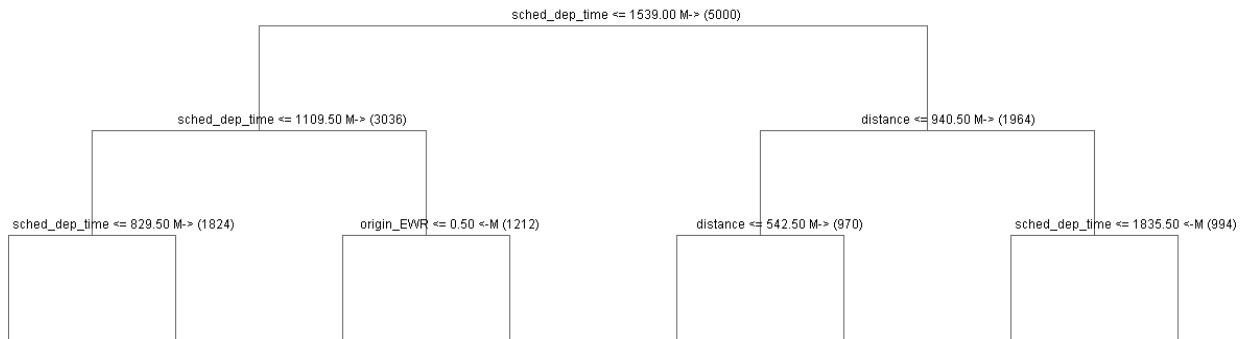 sched_dep_time <= 1539.00 M-> (5000)
sched_dep_time <= 1109.50 M-> (3036)
distance <= 940.50 M-> (1964)
sched_dep_time <= 829.50 M-> (1824)
origin_EWR <= 0.50 <-M (1212)
distance <= 542.50 M-> (970)
sched_dep_time <= 1835.50 <-M (994)